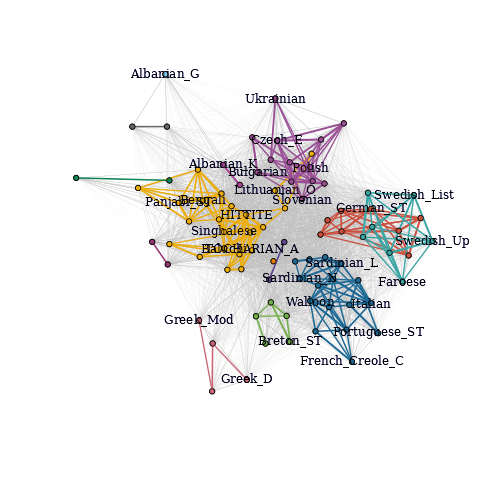 Albanian_G
Ukrainian
Czech_E
Albanian_K
Polish
Bulgarian
Lithuanian_O
Swedish_List
Bengali
Panjabi_ST
Slovenian
German_ST
HITTITE
Singhalese
Swedish_Up
TOCHARIAN_A
Sardinian_L
Sardinian_N
Faroese
Walloon
Italian
Greek_Mod
Portuguese_ST
Breton_ST
French_Creole_C
Greek_D